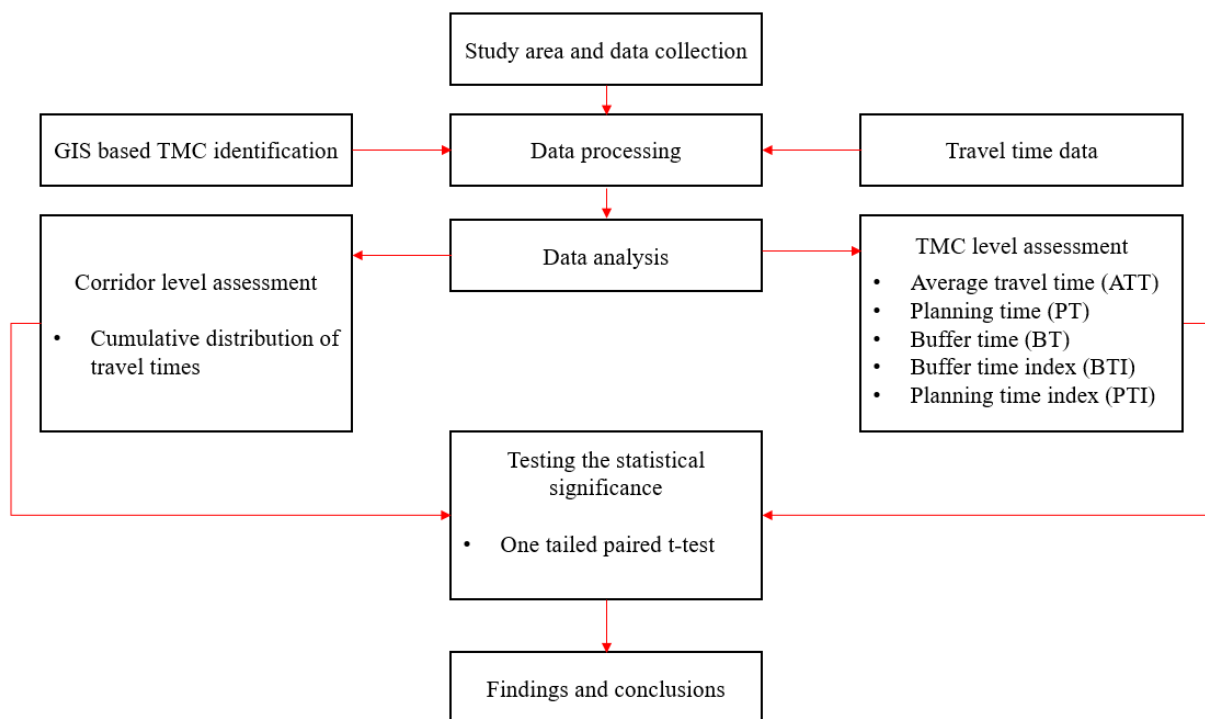 Study area and data collection
GIS based TMC identification
Data processing
Travel time data
Data analysis
Corridor level assessment
• Cumulative distribution of
travel times
TMC level assessment
• Average travel time (ATT)
• Planning time (PT)
• Buffer time (BT)
• Buffer time index (BTI)
• Planning time index (PTI)
Testing the statistical
significance
• One tailed paired t-test
Findings and conclusions